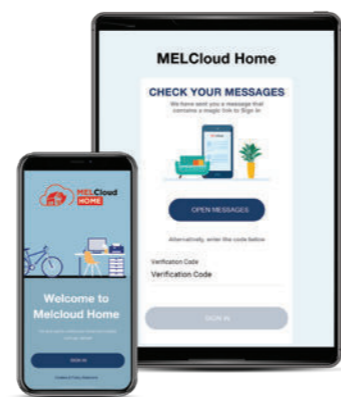 MELCloud Home
CHECK YOUR MESSAGES
We have sent you a message that
contains a magic link to Sign in
OPEN MESSAGES
Alternatively, enter the code below
Verification Code
Verification Code
SIGN IN
MELCloud
HOME
Welcome to
Melcloud Home
SIGN IN